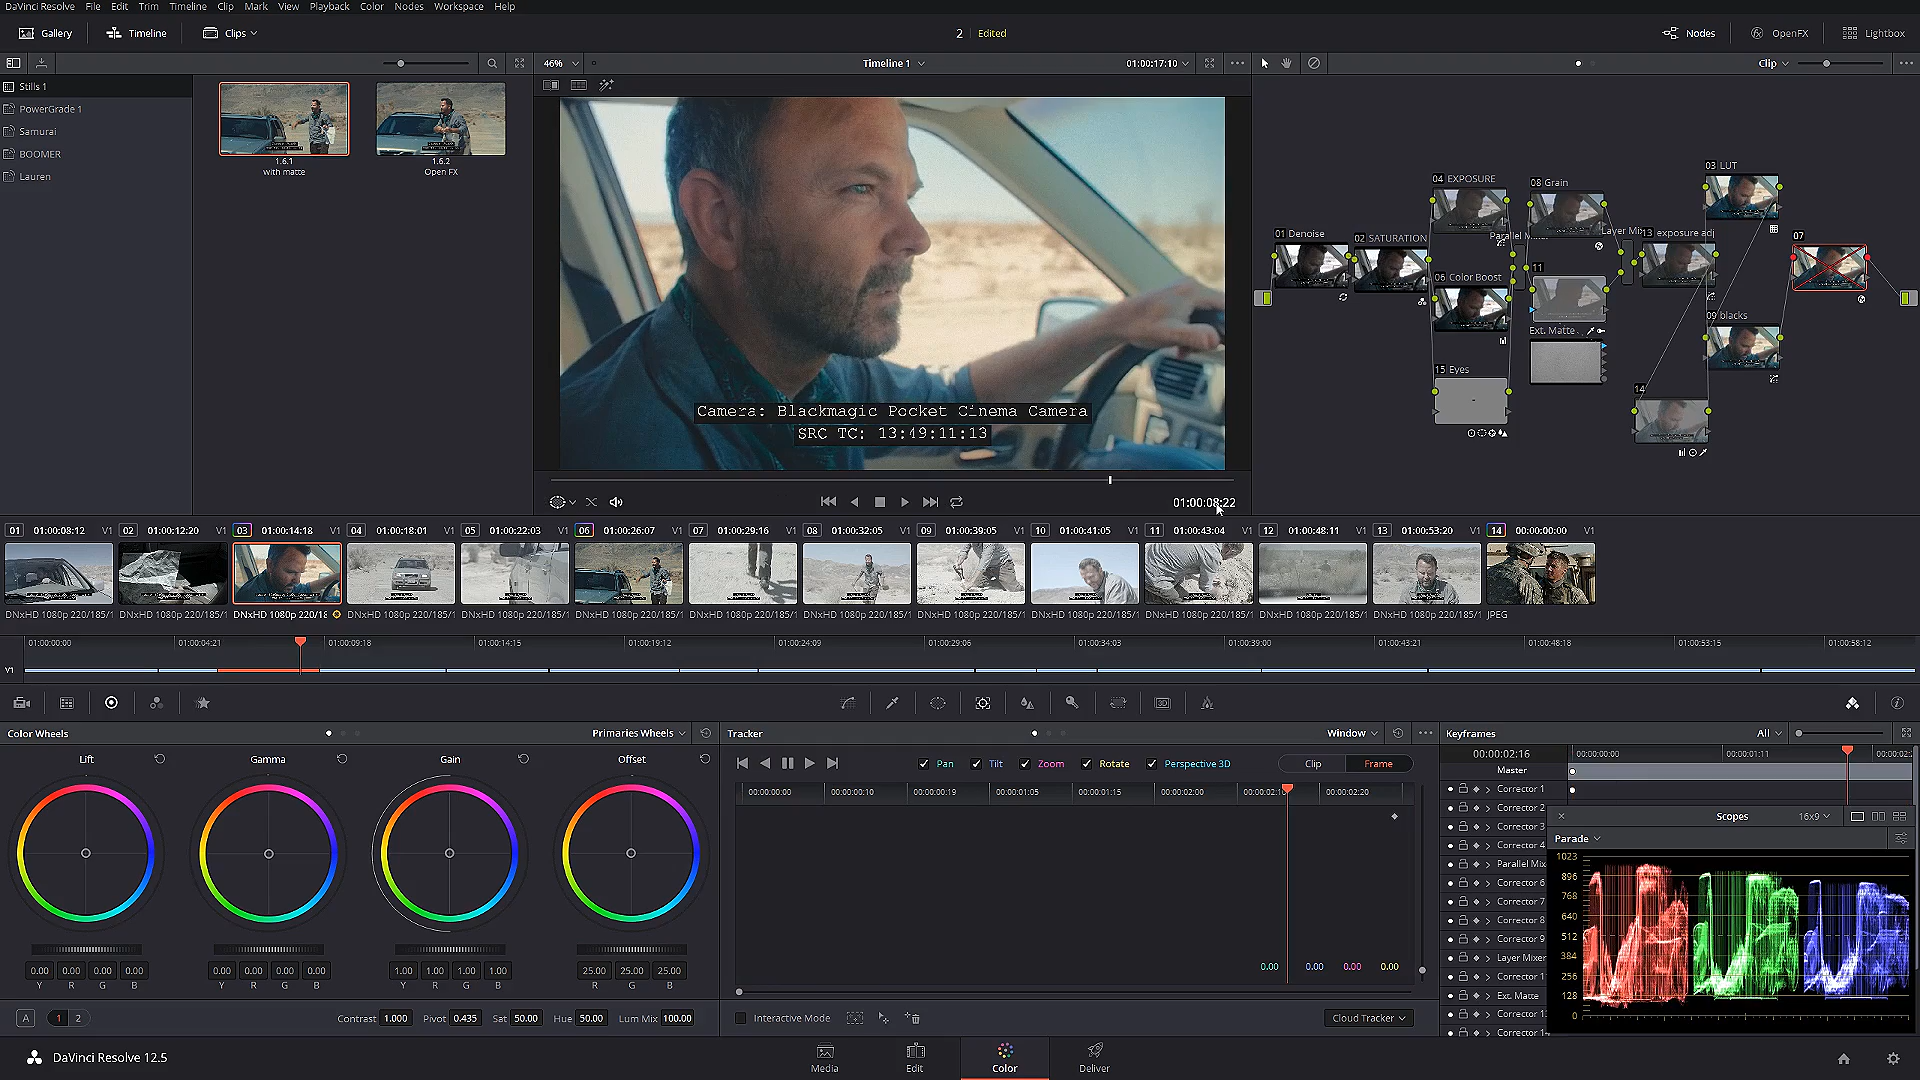 DaVinci Resolve File Edit Trim Timeline Clip Mark View Playback Color Nodes Workspace Help
Gallery Timeline Clips 2 Edited Nodes OpenFX Lightbox
46% Timeline 1 01:00:17:10 Clip
Stills 1
PowerGrade 1
Samurai
BOOMER
Lauren
1.6.1
with matte
1.6.2
Open FX
Camera: Blackmagic Pocket Cinema Camera
SRC TC: 13:49:11:13
01:00:08:22
01 Denoise
02 SATURATION
04 EXPOSURE
06 Color Boost
15 Eyes
08 Grain
11
Ext. Matte
13 exposure adj
03 LUT
09 blacks
14
07
01 01:00:08:12 V1 02 01:00:12:20 V1 03 01:00:14:18 V1 04 01:00:18:01 V1 05 01:00:22:03 V1 06 01:00:26:07 V1 07 01:00:29:16 V1 08 01:00:32:05 V1 09 01:00:39:05 V1 10 01:00:41:05 V1 11 01:00:43:04 V1 12 01:00:48:11 V1 13 01:00:53:20 V1 14 00:00:00:00 V1
DNxHD 1080p 220/185/1 DNxHD 1080p 220/185/1 DNxHD 1080p 220/18 DNxHD 1080p 220/185/1 DNxHD 1080p 220/185/1 DNxHD 1080p 220/185/1 DNxHD 1080p 220/185/1 DNxHD 1080p 220/185/1 DNxHD 1080p 220/185/1 DNxHD 1080p 220/185/1 DNxHD 1080p 220/185/1 DNxHD 1080p 220/185/1 DNxHD 1080p 220/185/1 JPEG
01:00:00:00 01:00:04:21 01:00:09:18 01:00:14:15 01:00:19:12 01:00:24:09 01:00:29:06 01:00:34:03 01:00:39:00 01:00:43:21 01:00:48:18 01:00:53:15 01:00:58:12
V1
Color Wheels Primaries Wheels
Lift Gamma Gain Offset
0.00 0.00 0.00 0.00 0.00 0.00 0.00 0.00 1.00 1.00 1.00 1.00 25.00 25.00 25.00
Y R G B Y R G B Y R G B R G B
A 1 2 Contrast 1.000 Pivot 0.435 Sat 50.00 Hue 50.00 Lum Mix 100.00
Tracker Window
Pan Tilt Zoom Rotate Perspective 3D Clip Frame
00:00:00:00 00:00:00:10 00:00:00:19 00:00:01:05 00:00:01:15 00:00:02:00 00:00:02:10 00:00:02:20
0.00 0.00 0.00 0.00
Interactive Mode Cloud Tracker
Keyframes All
00:00:02:16 00:00:00:00 00:00:01:11 00:00:02:
Master
Corrector 1
Corrector 2
Corrector 3
Corrector 4
Parallel Mix
Corrector 6
Corrector 7
Corrector 8
Corrector 9
Layer Mixer
Corrector 1
Ext. Matte
Corrector 1
Corrector 1
Scopes 16x9
Parade
1023
896
768
640
512
384
256
128
0
DaVinci Resolve 12.5 Media Edit Color Deliver